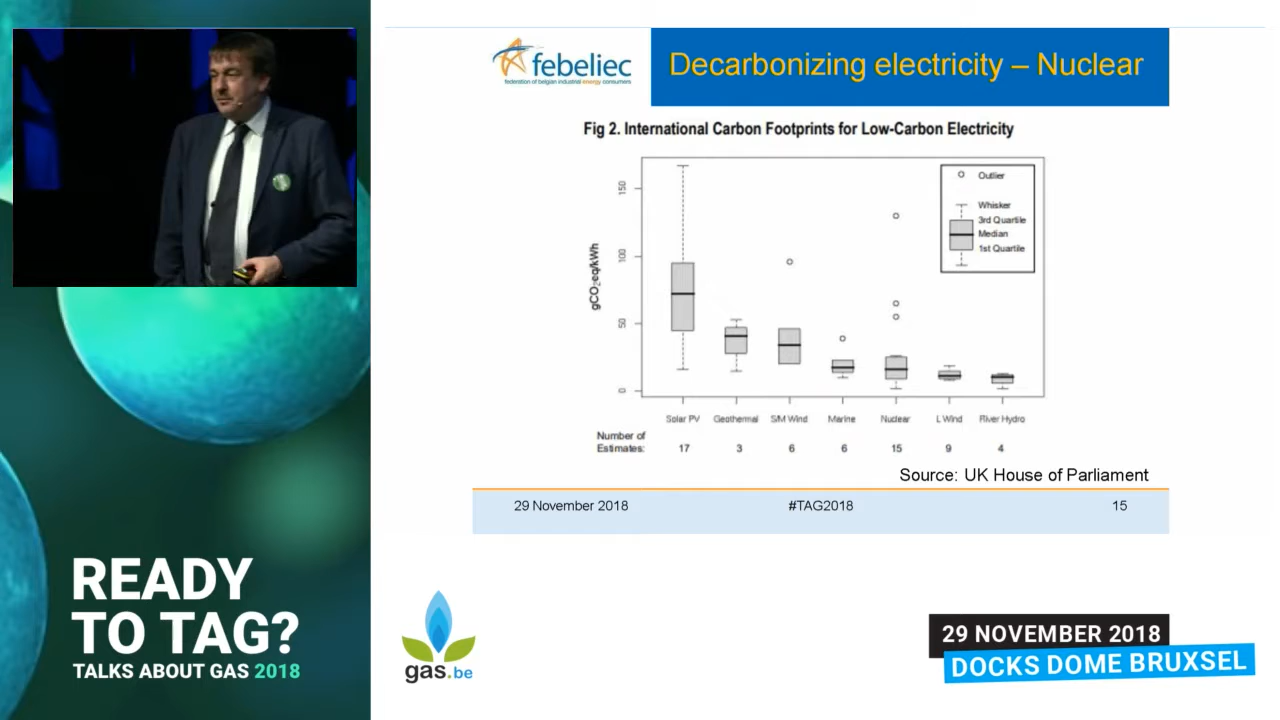 febeliec
federation of belgian industrial energy consumers
Decarbonizing electricity – Nuclear
Fig 2. International Carbon Footprints for Low-Carbon Electricity
gCO₂eq/kWh
150
100
50
0
Outlier
Whisker
3rd Quartile
Median
1st Quartile
Solar PV Geothermal S/M Wind Marine Nuclear L Wind River Hydro
Number of
Estimates: 17 3 6 6 15 9 4
Source: UK House of Parliament
29 November 2018 #TAG2018 15
READY
TO TAG?
TALKS ABOUT GAS 2018
gas.be
29 NOVEMBER 2018
DOCKS DOME BRUXSEL